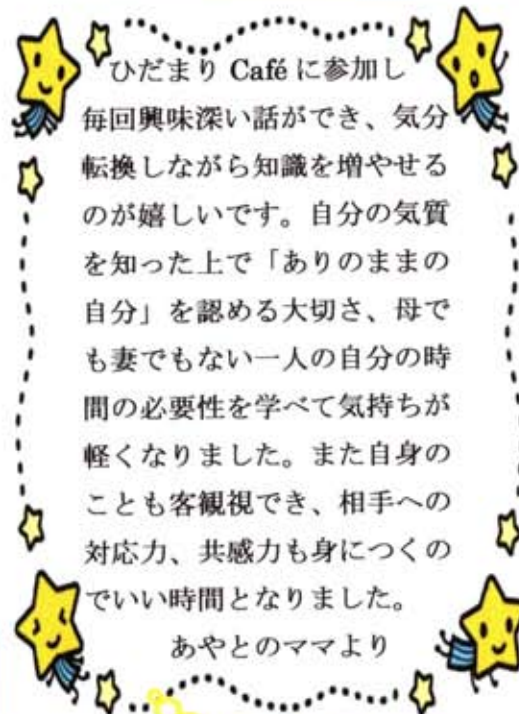 ひだまり Café に参加し
毎回興味深い話ができ、気分
転換しながら知識を増やせる
のが嬉しいです。自分の気質
を知った上で「ありのままの
自分」を認める大切さ、母で
も妻でもない一人の自分の時
間の必要性を学べて気持ちが
軽くなりました。また自身の
ことも客観視でき、相手への
対応力、共感力も身につくの
でいい時間となりました。
あやとのママより